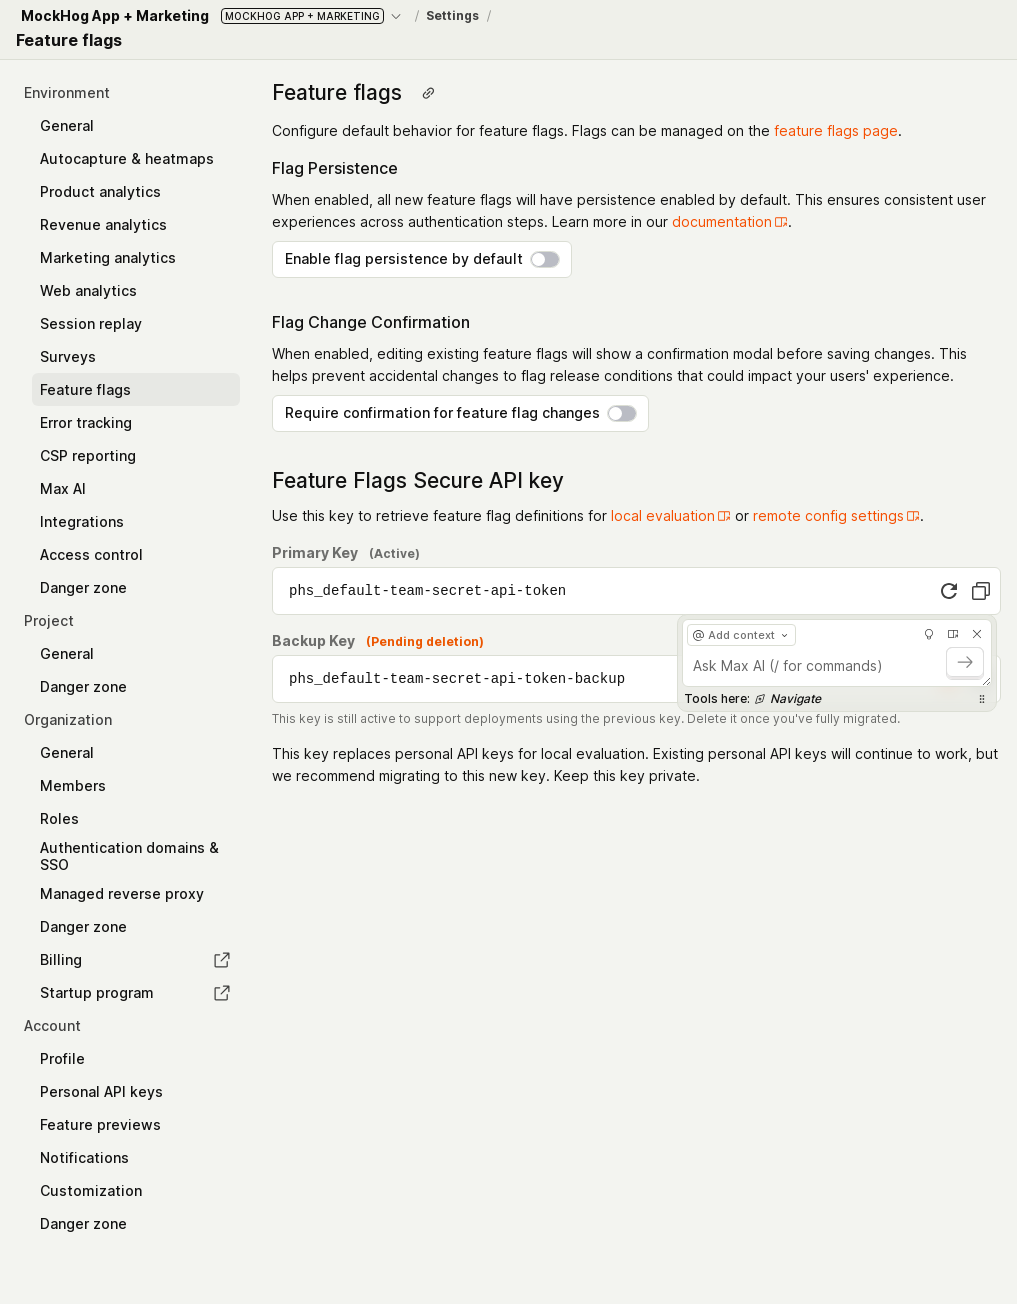 MockHog App + Marketing MOCKHOG APP + MARKETING / Settings /
Feature flags
Environment
General
Autocapture & heatmaps
Product analytics
Revenue analytics
Marketing analytics
Web analytics
Session replay
Surveys
Feature flags
Error tracking
CSP reporting
Max AI
Integrations
Access control
Danger zone
Project
General
Danger zone
Organization
General
Members
Roles
Authentication domains &
SSO
Managed reverse proxy
Danger zone
Billing
Startup program
Account
Profile
Personal API keys
Feature previews
Notifications
Customization
Danger zone
Feature flags
Configure default behavior for feature flags. Flags can be managed on the feature flags page.
Flag Persistence
When enabled, all new feature flags will have persistence enabled by default. This ensures consistent user
experiences across authentication steps. Learn more in our documentation.
Enable flag persistence by default
Flag Change Confirmation
When enabled, editing existing feature flags will show a confirmation modal before saving changes. This
helps prevent accidental changes to flag release conditions that could impact your users' experience.
Require confirmation for feature flag changes
Feature Flags Secure API key
Use this key to retrieve feature flag definitions for local evaluation or remote config settings.
Primary Key (Active)
phs_default-team-secret-api-token
Backup Key (Pending deletion)
phs_default-team-secret-api-token-backup
This key is still active to support deployments using the previous key. Delete it once you've fully migrated.
This key replaces personal API keys for local evaluation. Existing personal API keys will continue to work, but
we recommend migrating to this new key. Keep this key private.
@ Add context
Ask Max AI (/ for commands)
Tools here: Navigate